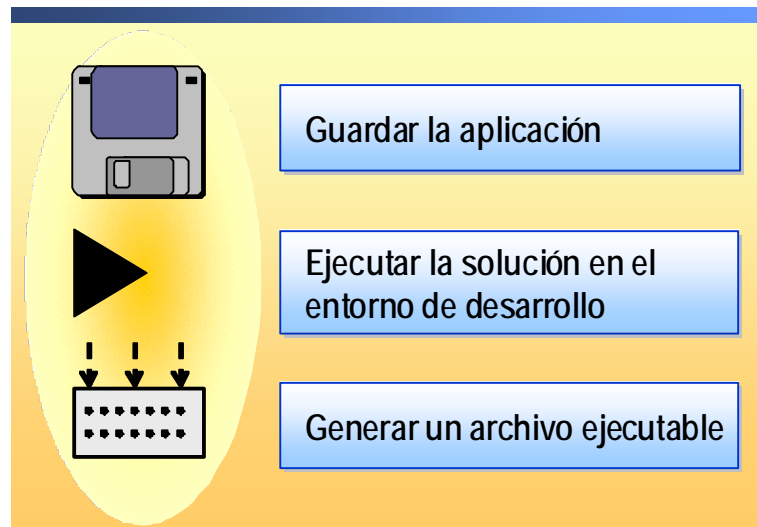 Guardar la aplicación
Ejecutar la solución en el
entorno de desarrollo
Generar un archivo ejecutable